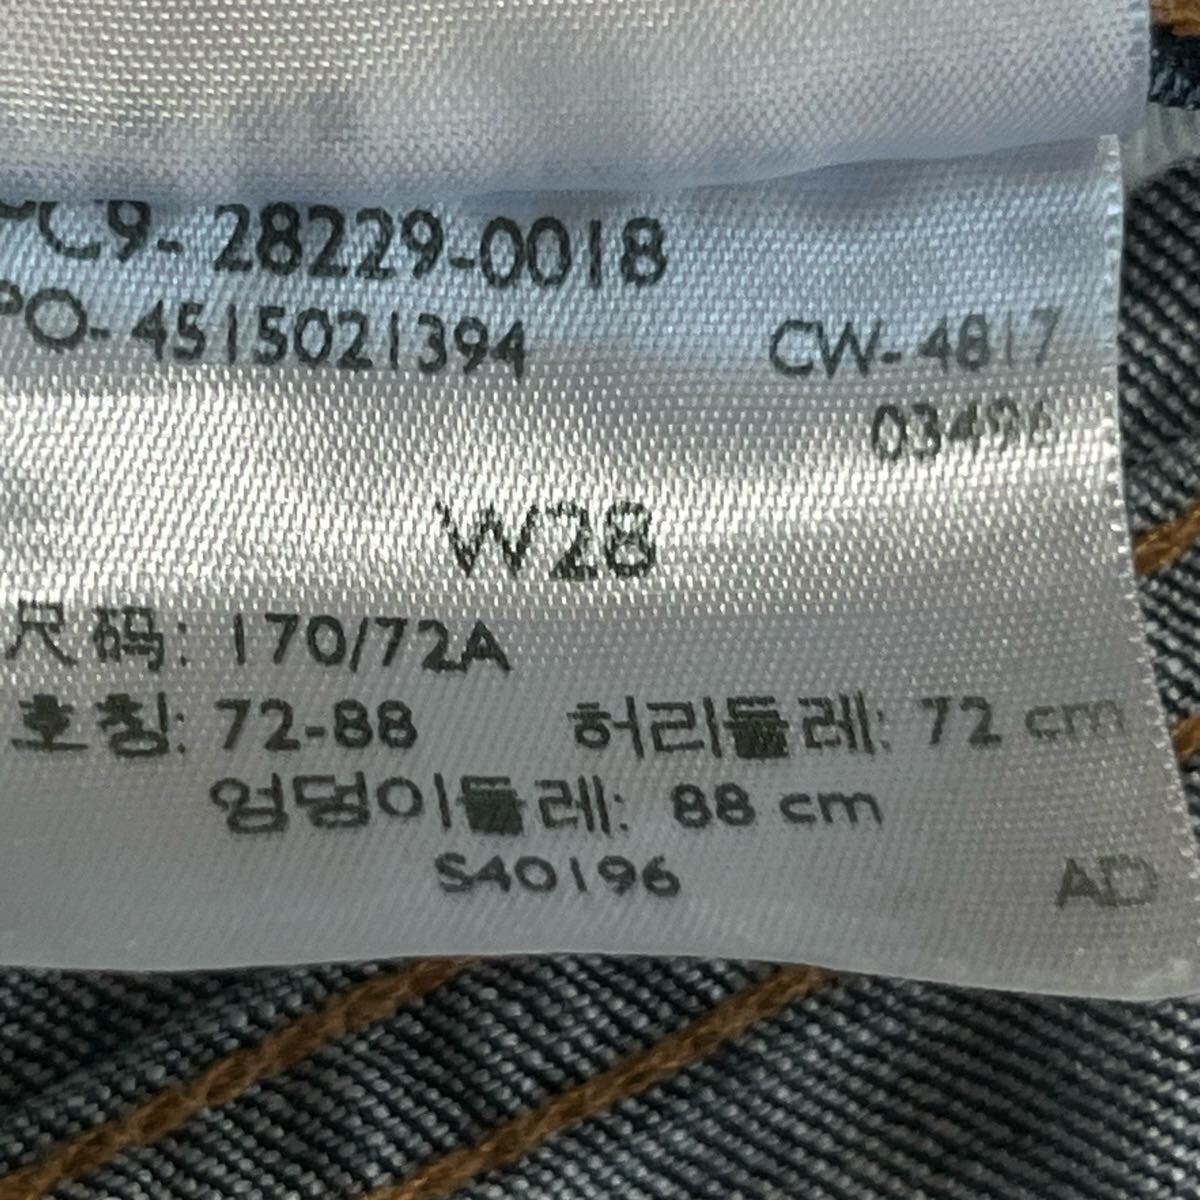 PC9-28229-0018
PO-4515021394 CW-4817
03496
W28
尺码: 170/72A
호칭: 72-88 허리둘레: 72 cm
엉덩이둘레: 88 cm
S40196 AD